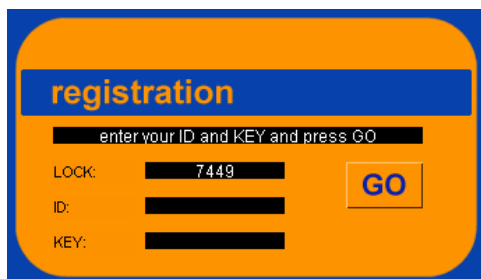 registration
enter your ID and KEY and press GO
LOCK: 7449
GO
ID:
KEY: